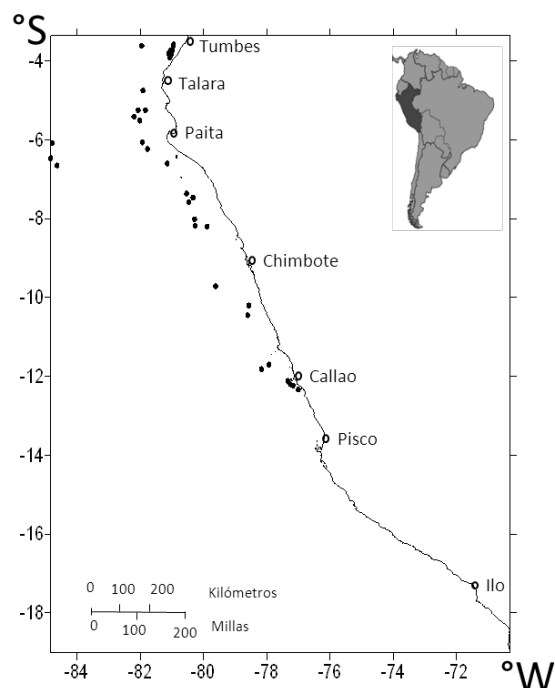 °S
-4
Tumbes
Talara
-6
Paita
-8
Chimbote
-10
-12
Callao
Pisco
-14
-16
Ilo
0 100 200 Kilómetros
0 100 200 Millas
-18
-84 -82 -80 -78 -76 -74 -72
°W